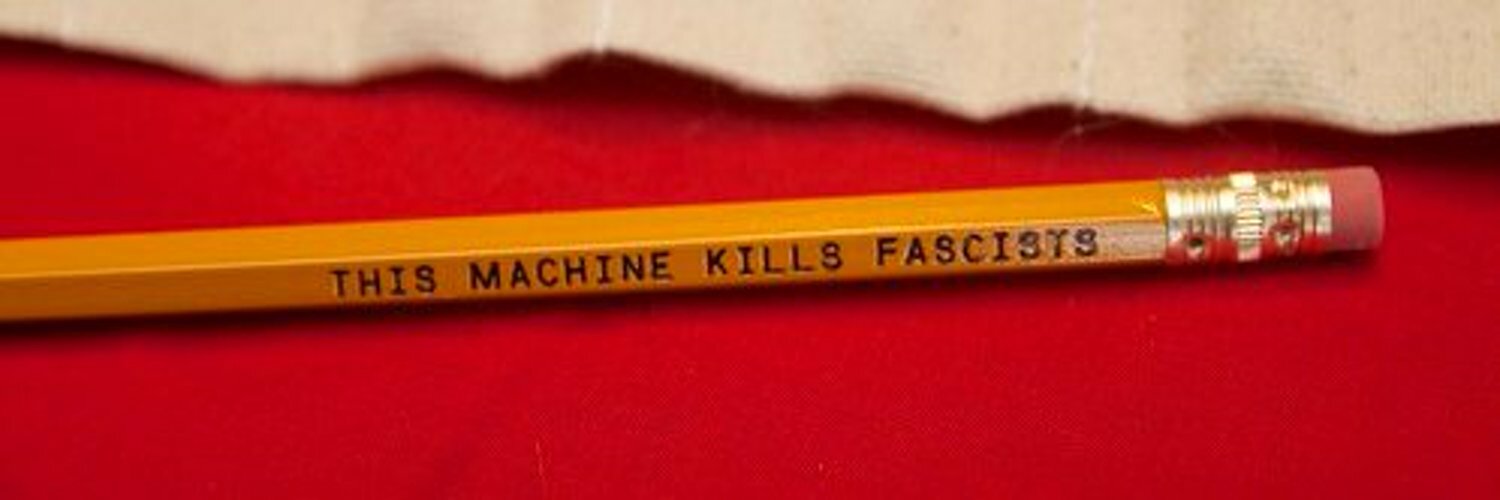 THIS MACHINE KILLS FASCISTS